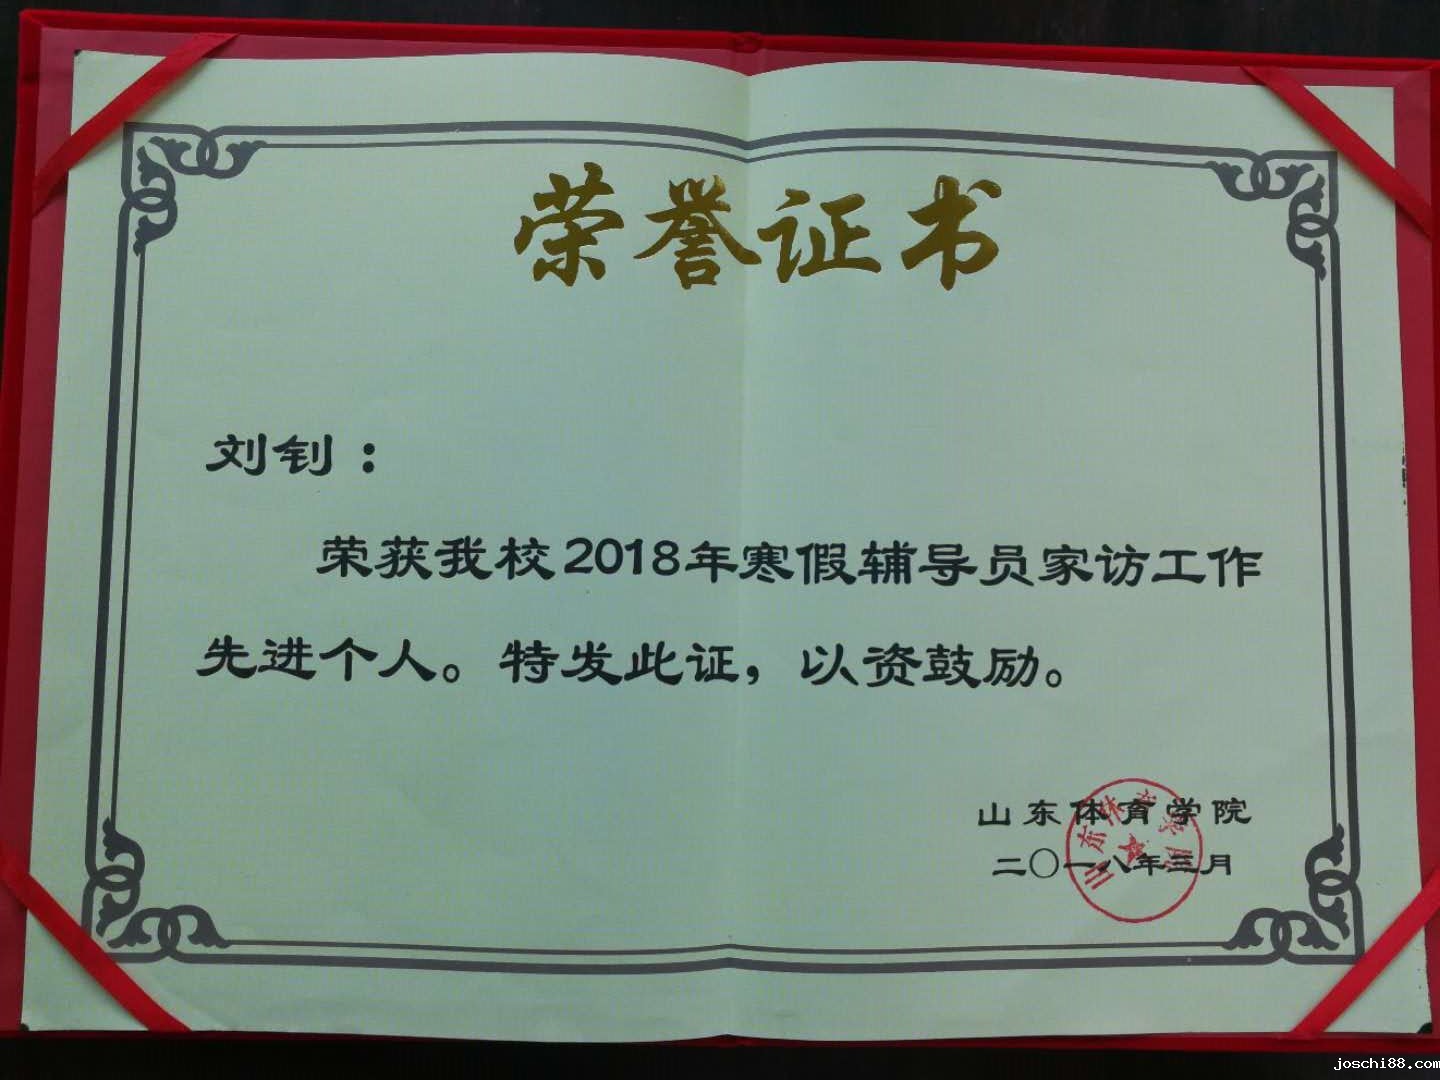 荣誉证书
刘钊：
荣获我校2018年寒假辅导员家访工作
先进个人。特发此证，以资鼓励。
山东体育学院
二〇一八年三月
joschi88.com